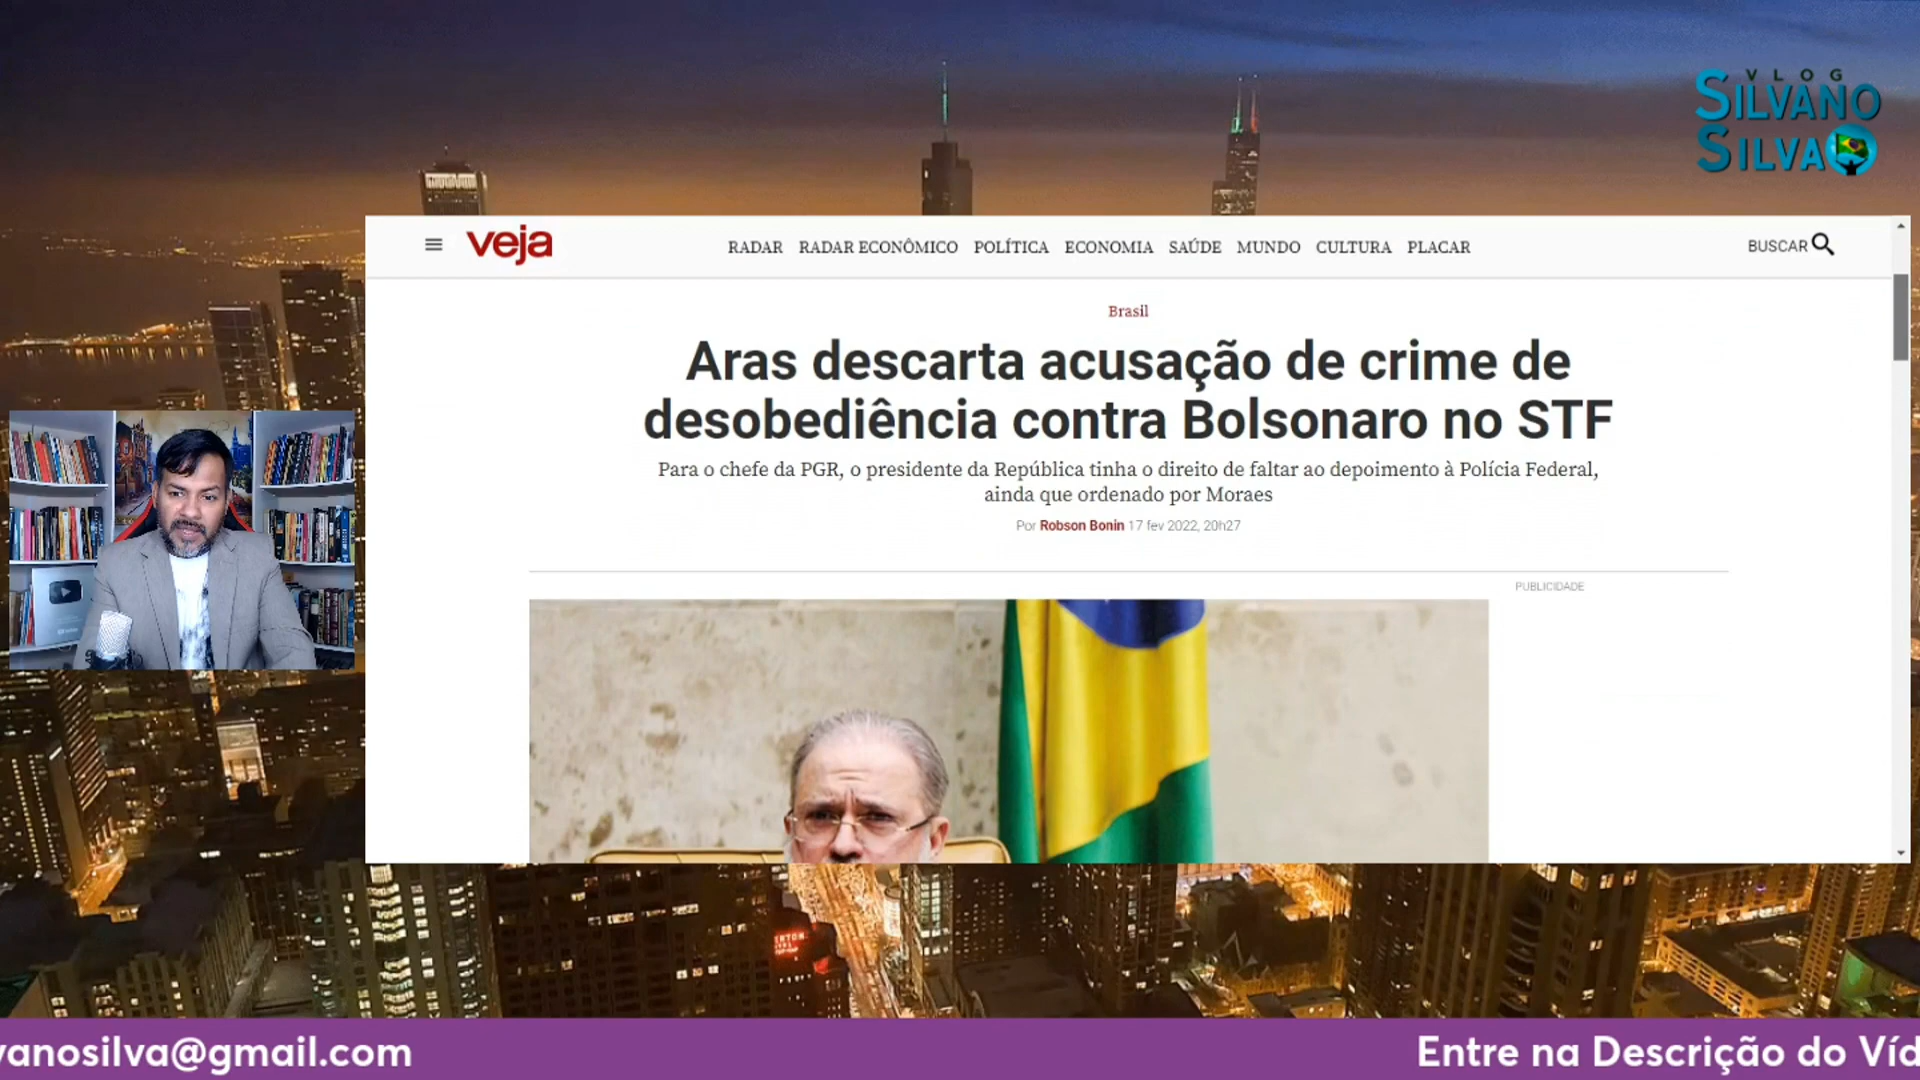 VLOG
SILVANO
SILVA
veja
RADAR RADAR ECONÔMICO POLÍTICA ECONOMIA SAÚDE MUNDO CULTURA PLACAR
BUSCAR
Brasil
Aras descarta acusação de crime de
desobediência contra Bolsonaro no STF
Para o chefe da PGR, o presidente da República tinha o direito de faltar ao depoimento à Polícia Federal,
ainda que ordenado por Moraes
Por Robson Bonin 17 fev 2022, 20h27
PUBLICIDADE
vanosilva@gmail.com
Entre na Descrição do Víd